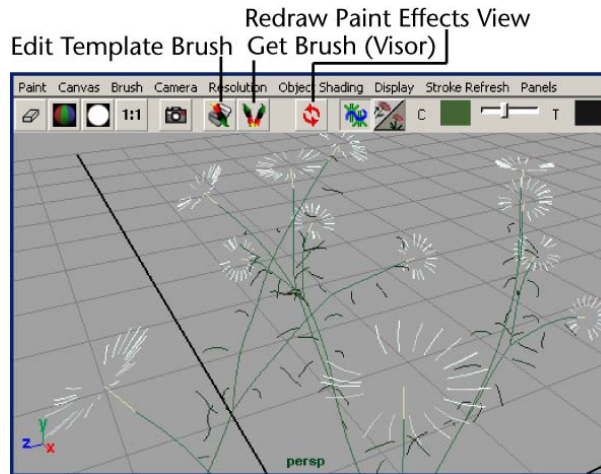 Redraw Paint Effects View
Edit Template Brush Get Brush (Visor)
Paint Canvas Brush Camera Resolution Object Shading Display Stroke Refresh Panels
1:1 C T
y
z x
persp